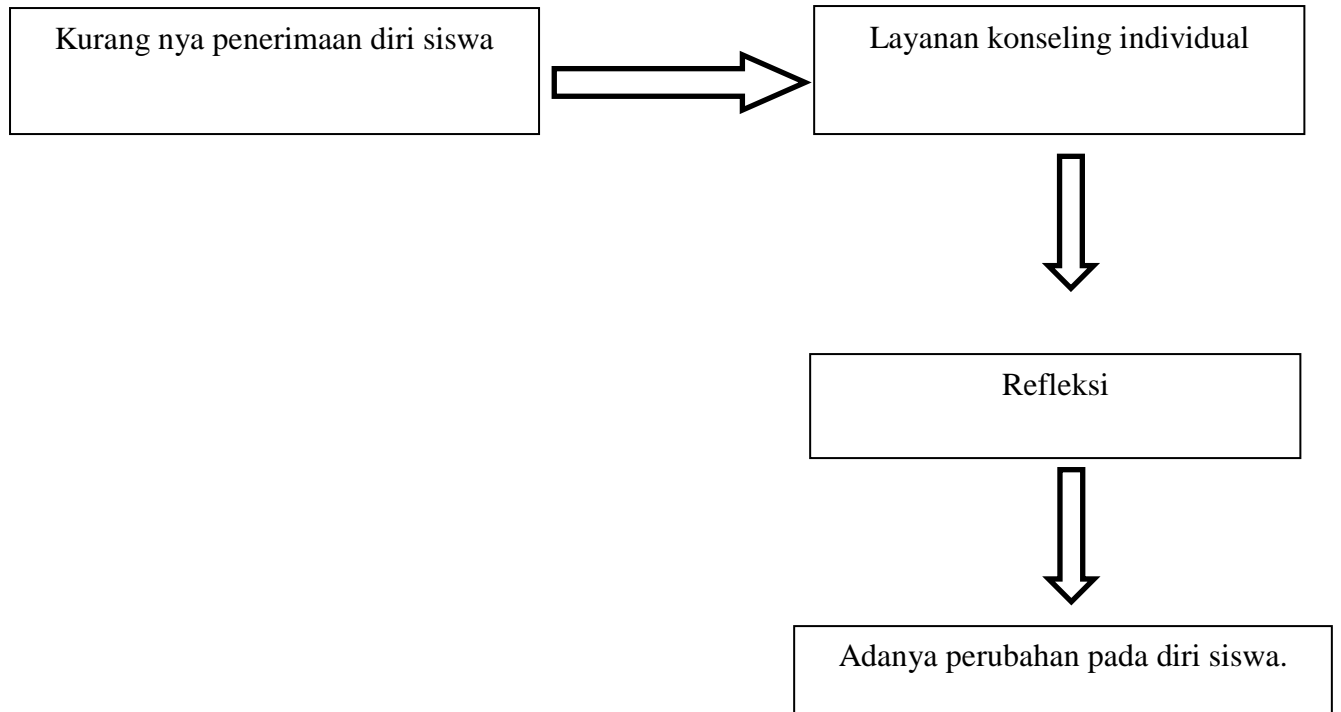 Kurang nya penerimaan diri siswa
Layanan konseling individual
Refleksi
Adanya perubahan pada diri siswa.